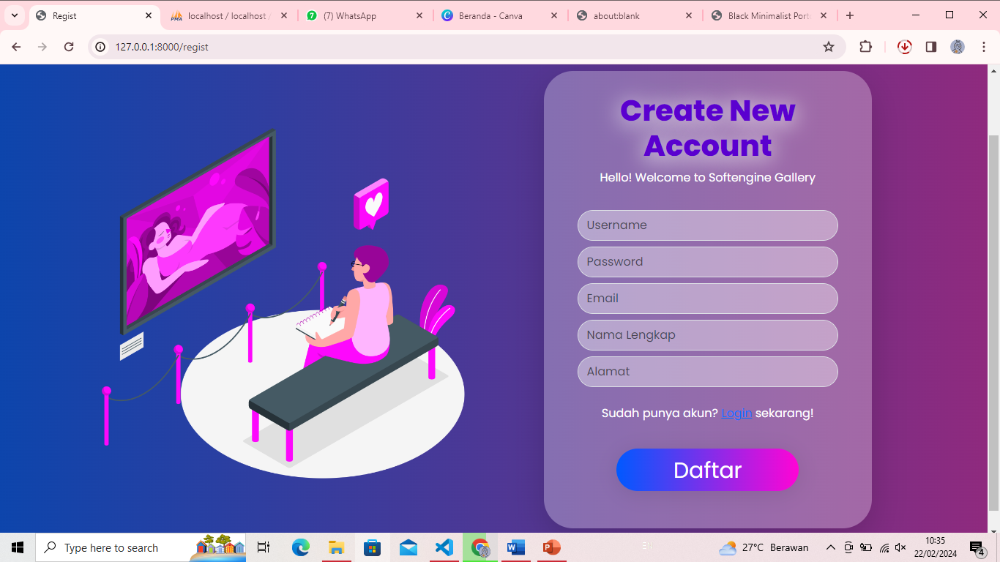 Regist
localhost / localhost /
(7) WhatsApp
Beranda - Canva
about:blank
Black Minimalist Port
127.0.0.1:8000/regist
Create New
Account
Hello! Welcome to Softengine Gallery
Username
Password
Email
Nama Lengkap
Alamat
Sudah punya akun? Login sekarang!
Daftar
Type here to search
EN
27°C Berawan
10:35
22/02/2024
4